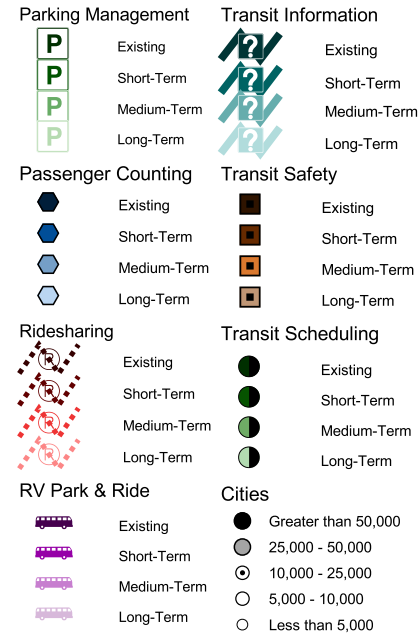 Parking Management
P Existing
P Short-Term
P Medium-Term
P Long-Term
Transit Information
? Existing
? Short-Term
? Medium-Term
? Long-Term
Passenger Counting
Existing
Short-Term
Medium-Term
Long-Term
Transit Safety
Existing
Short-Term
Medium-Term
Long-Term
Ridesharing
R Existing
R Short-Term
R Medium-Term
R Long-Term
Transit Scheduling
Existing
Short-Term
Medium-Term
Long-Term
RV Park & Ride
Existing
Short-Term
Medium-Term
Long-Term
Cities
Greater than 50,000
25,000 - 50,000
10,000 - 25,000
5,000 - 10,000
Less than 5,000